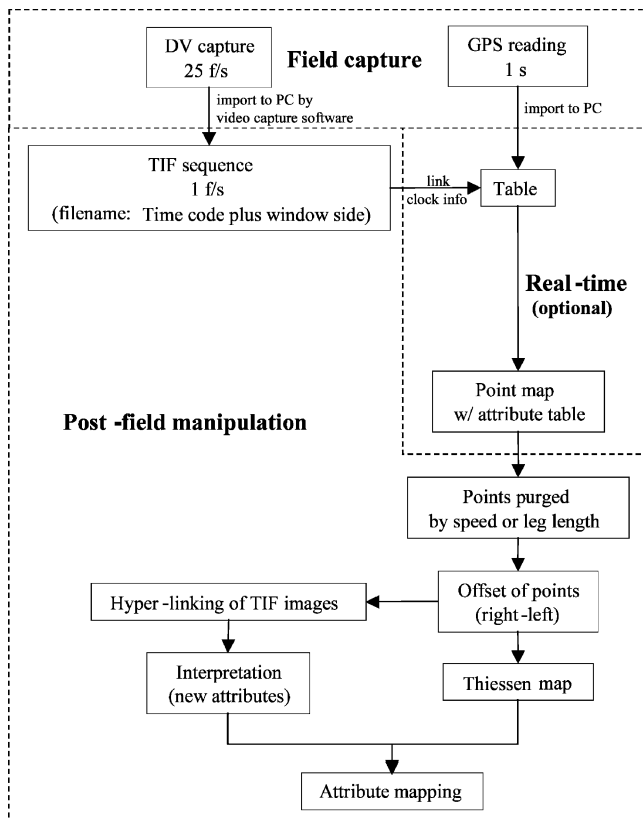 DV capture
25 f/s
Field capture
GPS reading
1 s
import to PC by
video capture software
import to PC
TIF sequence
1 f/s
(filename: Time code plus window side)
link
clock info
Table
Real-time
(optional)
Point map
w/ attribute table
Post-field manipulation
Points purged
by speed or leg length
Hyper-linking of TIF images
Offset of points
(right-left)
Interpretation
(new attributes)
Thiessen map
Attribute mapping